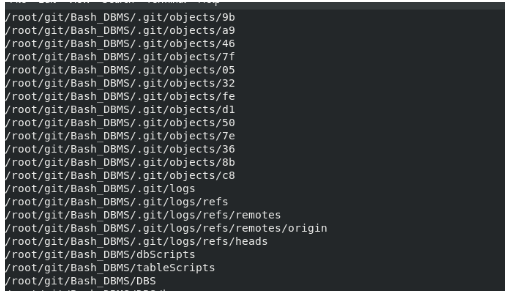 /root/git/Bash_DBMS/.git/objects/9b
/root/git/Bash_DBMS/.git/objects/a9
/root/git/Bash_DBMS/.git/objects/46
/root/git/Bash_DBMS/.git/objects/7f
/root/git/Bash_DBMS/.git/objects/05
/root/git/Bash_DBMS/.git/objects/32
/root/git/Bash_DBMS/.git/objects/fe
/root/git/Bash_DBMS/.git/objects/d1
/root/git/Bash_DBMS/.git/objects/50
/root/git/Bash_DBMS/.git/objects/7e
/root/git/Bash_DBMS/.git/objects/36
/root/git/Bash_DBMS/.git/objects/8b
/root/git/Bash_DBMS/.git/objects/c8
/root/git/Bash_DBMS/.git/logs
/root/git/Bash_DBMS/.git/logs/refs
/root/git/Bash_DBMS/.git/logs/refs/remotes
/root/git/Bash_DBMS/.git/logs/refs/remotes/origin
/root/git/Bash_DBMS/.git/logs/refs/heads
/root/git/Bash_DBMS/dbScripts
/root/git/Bash_DBMS/tableScripts
/root/git/Bash_DBMS/DBS